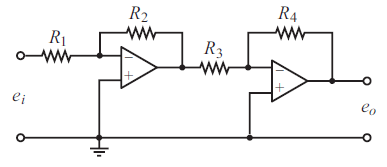 R₂ R₄
R₁ R₃
− −
+ +
eᵢ eₒ